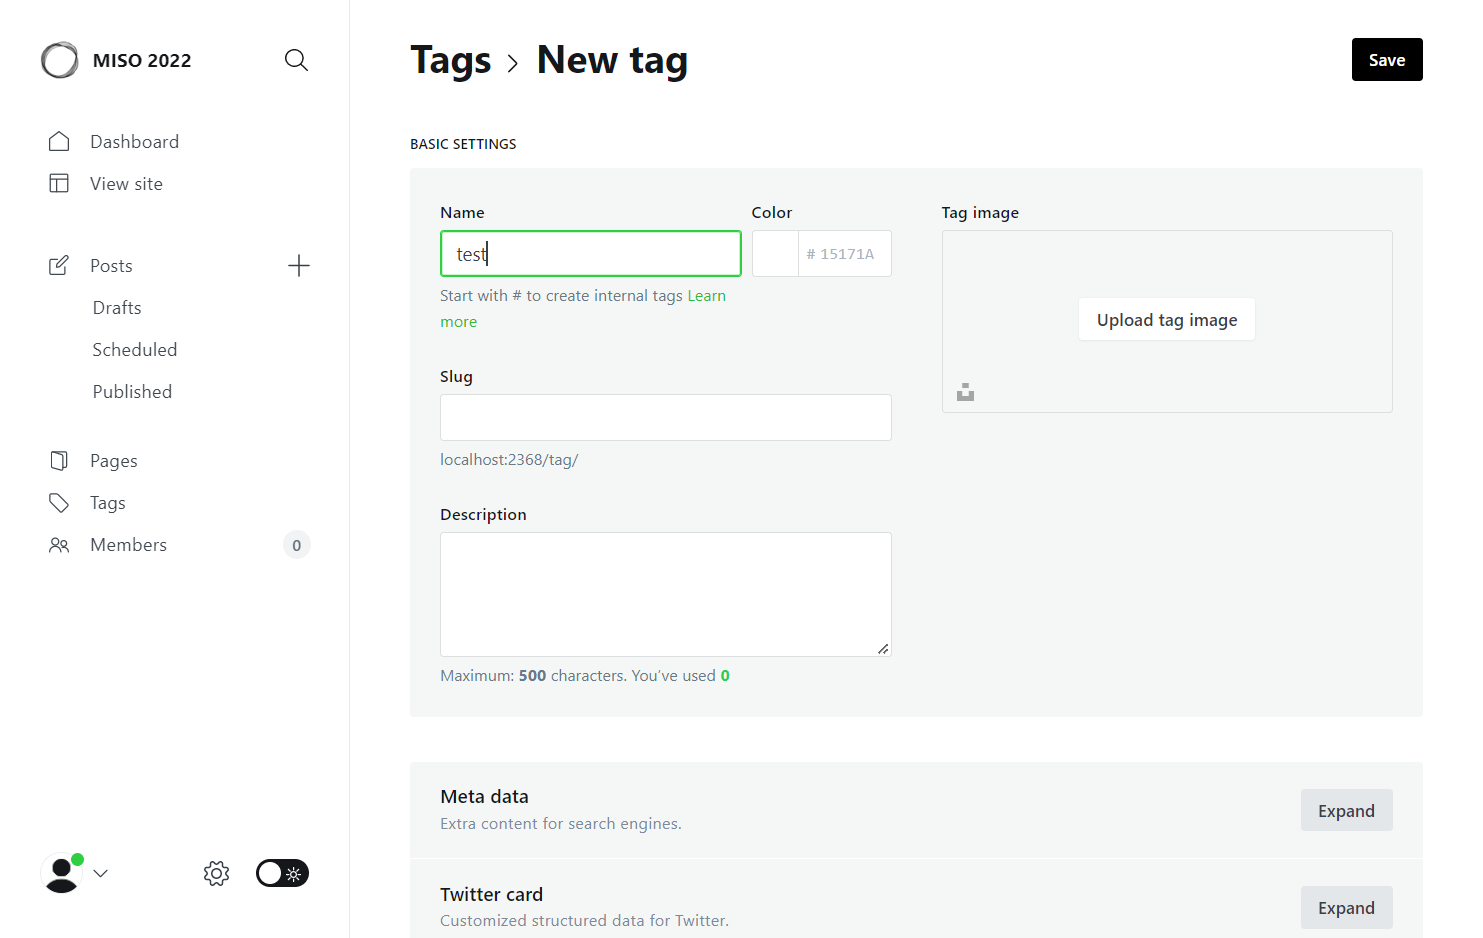 MISO 2022
Dashboard
View site
Posts
Drafts
Scheduled
Published
Pages
Tags
Members
0
Tags > New tag
Save
BASIC SETTINGS
Name
test
Start with # to create internal tags Learn
more
Color
# 15171A
Slug
localhost:2368/tag/
Description
Maximum: 500 characters. You’ve used 0
Tag image
Upload tag image
Meta data
Extra content for search engines.
Expand
Twitter card
Customized structured data for Twitter.
Expand